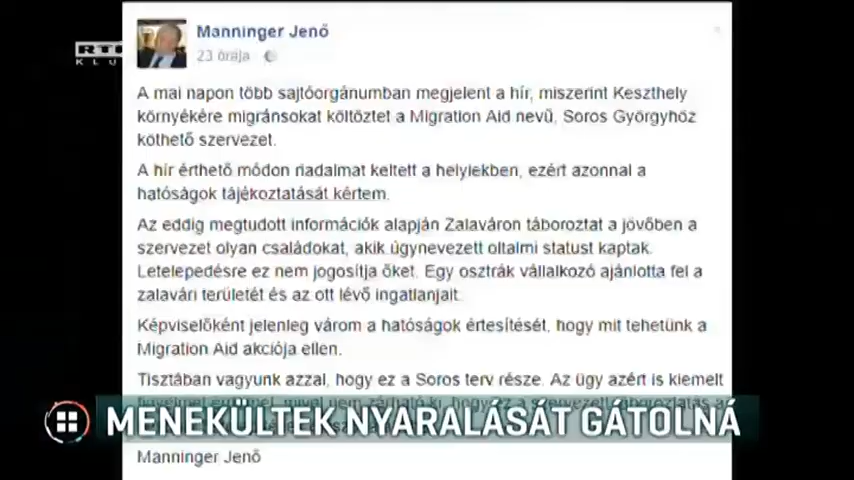 RTL
KLUB
Manninger Jenő
23 órája
A mai napon több sajtóorgánumban megjelent a hír, miszerint Keszthely
környékére migránsokat költöztet a Migration Aid nevű, Soros Györgyhöz
köthető szervezet.
A hír érthető módon riadalmat keltett a helyiekben, ezért azonnal a
hatóságok tájékoztatását kértem.
Az eddig megtudott információk alapján Zalaváron táboroztat a jövőben a
szervezet olyan családokat, akik úgynevezett oltalmi statust kaptak.
Letelepedésre ez nem jogosítja őket. Egy osztrák vállalkozó ajánlotta fel a
zalavári területét és az ott lévő ingatlanjait.
Képviselőként jelenleg várom a hatóságok értesítését, hogy mit tehetünk a
Migration Aid akciója ellen.
Tisztában vagyunk azzal, hogy ez a Soros terv része. Az ügy azért is kiemelt
MENEKÜLTEK NYARALÁSÁT GÁTOLNÁ
Manninger Jenő